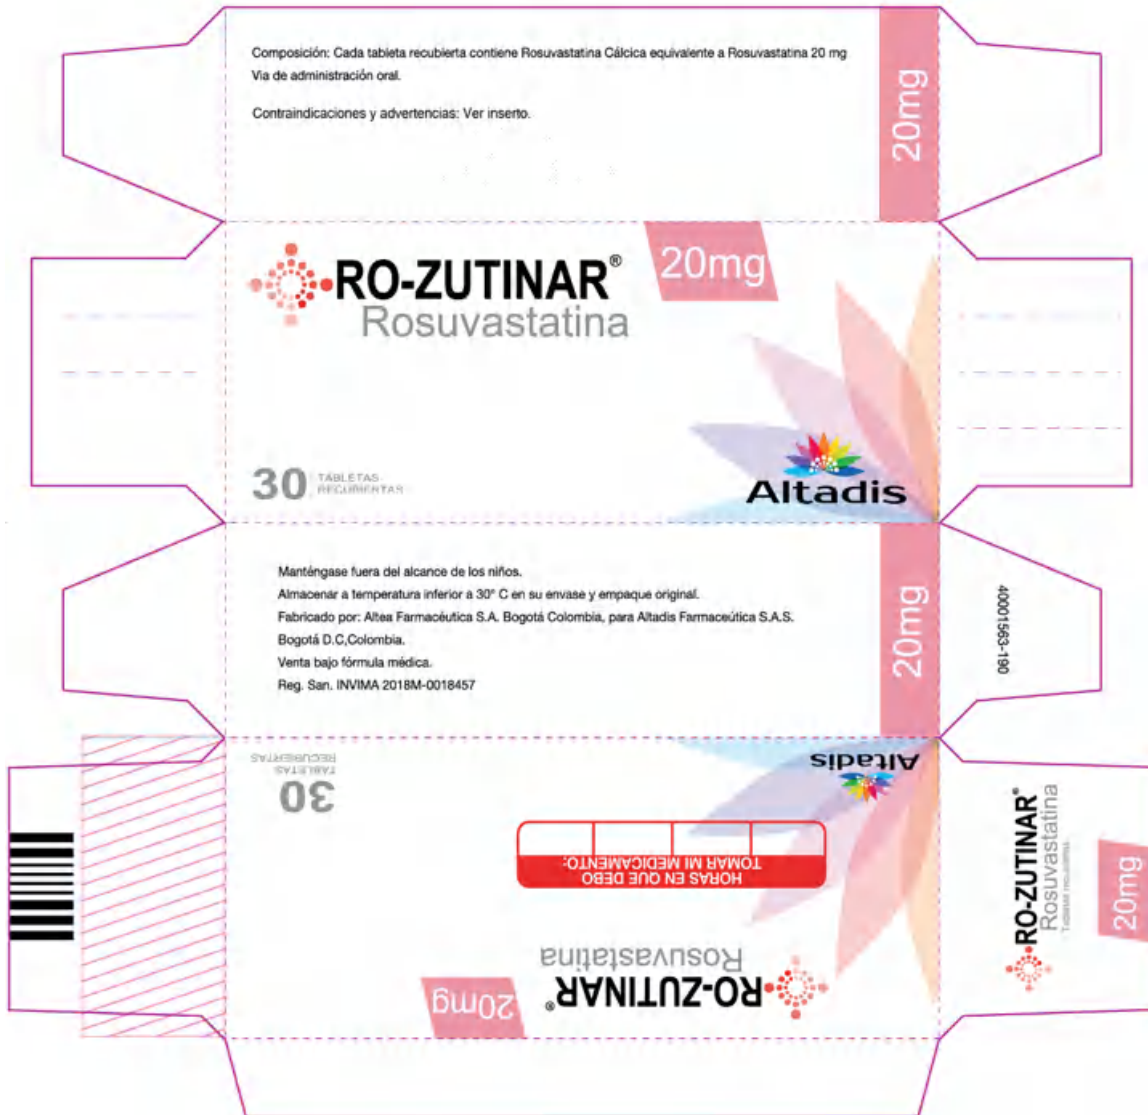 Composición: Cada tableta recubierta contiene Rosuvastatina Cálcica equivalente a Rosuvastatina 20 mg
Via de administración oral.
Contraindicaciones y advertencias: Ver inserto.
20mg
RO-ZUTINAR®
Rosuvastatina
20mg
30 TABLETAS
RECUBIERTAS
Altadis
Manténgase fuera del alcance de los niños.
Almacenar a temperatura inferior a 30° C en su envase y empaque original.
Fabricado por: Altea Farmacéutica S.A. Bogotá Colombia, para Altadis Farmaceútica S.A.S.
Bogotá D.C,Colombia.
Venta bajo fórmula médica.
Reg. San. INVIMA 2018M-0018457
20mg
40001563-190
RO-ZUTINAR®
Rosuvastatina
20mg
HORAS EN QUE DEBO
TOMAR MI MEDICAMENTO:
30
TABLETAS
RECUBIERTAS
Altadis
RO-ZUTINAR®
Rosuvastatina
Tabletas recubiertas
20mg